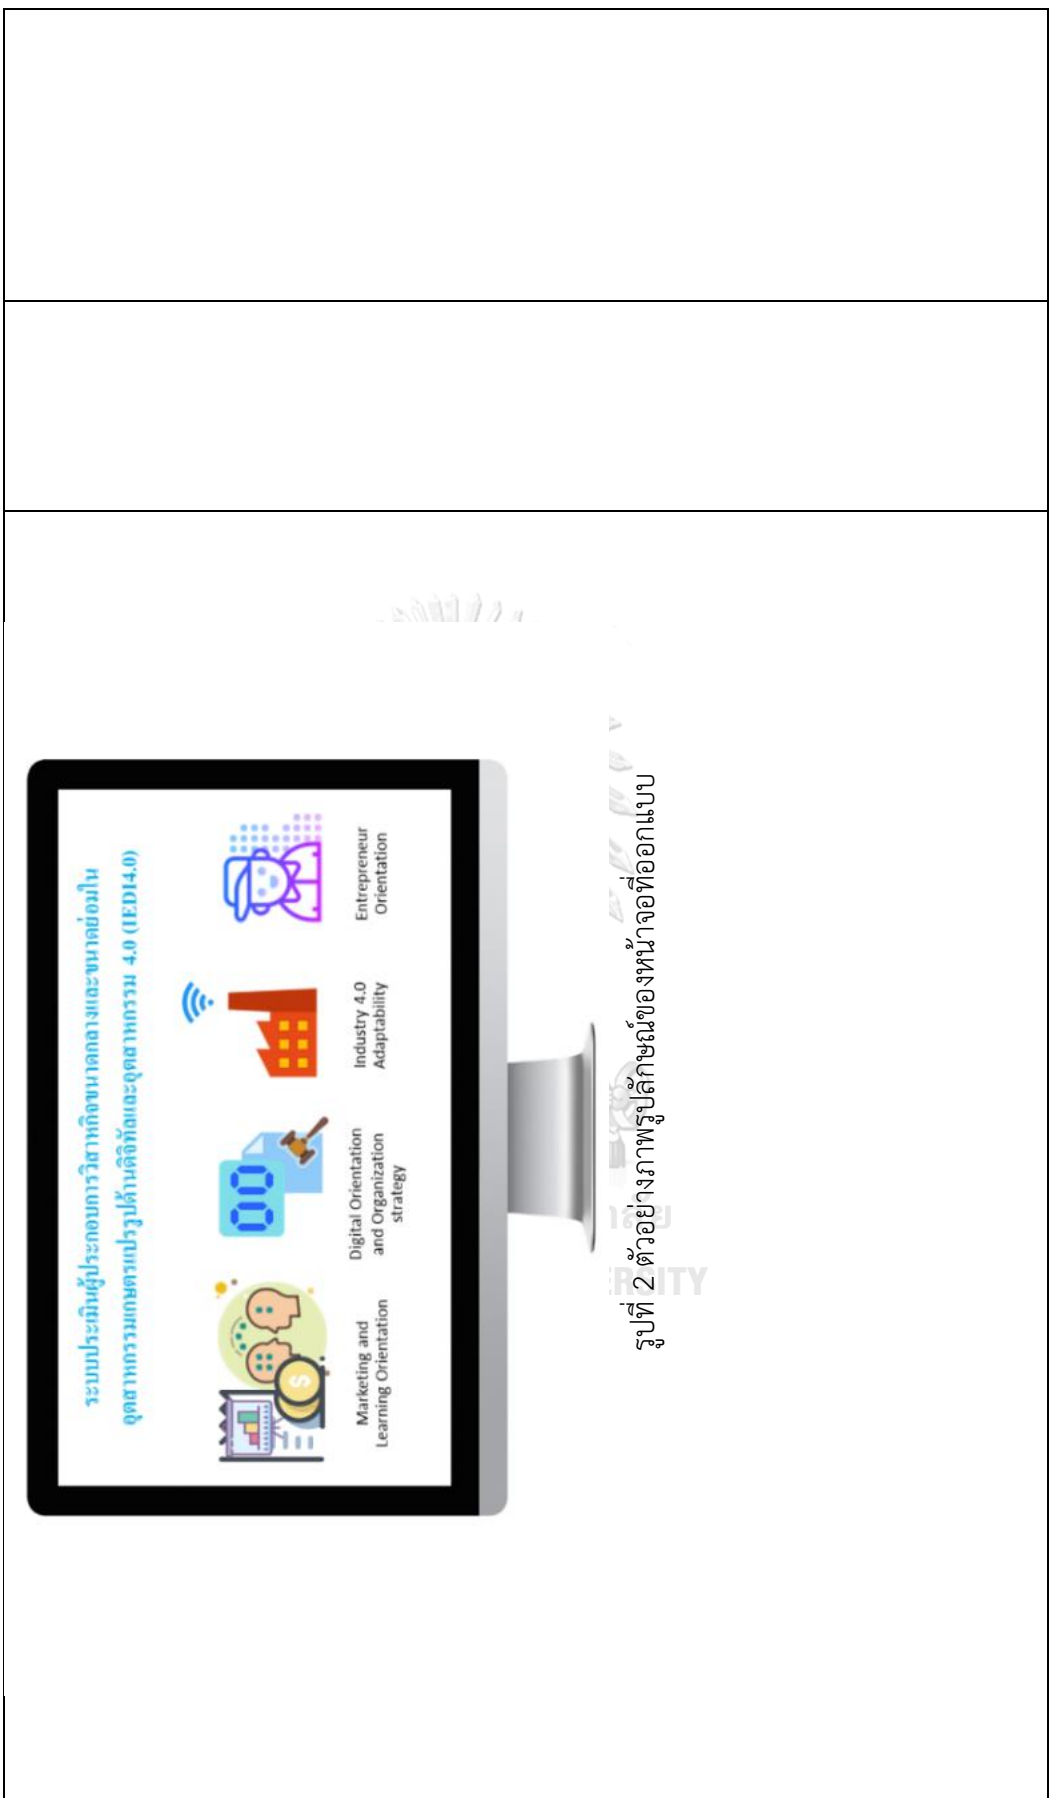 ระบบประเมินผู้ประกอบการวิสาหกิจขนาดกลางและขนาดย่อมใน
อุตสาหกรรมเกษตรแปรรูปด้านดิจิทัลและอุตสาหกรรม 4.0 (IEDI4.0)
Marketing and
Learning Orientation
Digital Orientation
and Organization
strategy
Industry 4.0
Adaptability
Entrepreneur
Orientation
รูปที่ 2 ตัวอย่างภาพรูปลักษณ์ของหน้าจอที่ออกแบบ